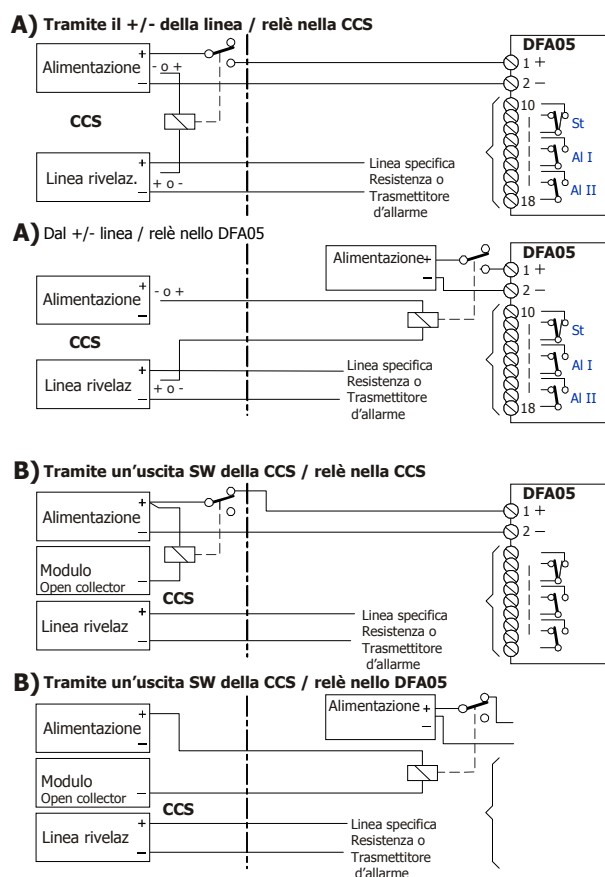 A) Tramite il +/- della linea / relè nella CCS
DFA05
Alimentazione
+
- o +
–
1 +
2 –
CCS
10
St
Al I
Al II
18
Linea rivelaz.
+
+ o -
–
Linea specifica
Resistenza o
Trasmettitore
d'allarme
A) Dal +/- linea / relè nello DFA05
DFA05
Alimentazione+
–
1 +
2 –
Alimentazione
+
- o +
–
10
St
Al I
Al II
18
CCS
Linea rivelaz
+
+ o -
–
Linea specifica
Resistenza o
Trasmettitore
d'allarme
B) Tramite un'uscita SW della CCS / relè nella CCS
DFA05
Alimentazione
+
–
1 +
2 –
Modulo
Open collector
–
CCS
Linea rivelaz
+
–
Linea specifica
Resistenza o
Trasmettitore
d'allarme
B) Tramite un'uscita SW della CCS / relè nello DFA05
Alimentazione +
–
Alimentazione
+
–
Modulo
Open collector
–
CCS
Linea rivelaz
+
–
Linea specifica
Resistenza o
Trasmettitore
d'allarme